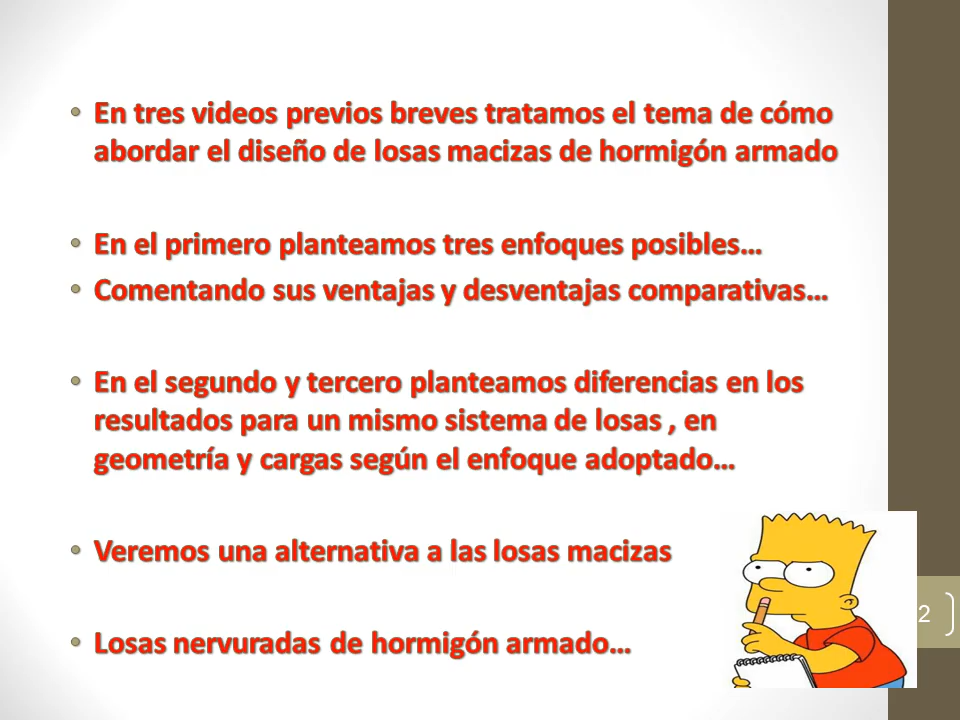 • En tres videos previos breves tratamos el tema de cómo
abordar el diseño de losas macizas de hormigón armado
• En el primero planteamos tres enfoques posibles…
• Comentando sus ventajas y desventajas comparativas…
• En el segundo y tercero planteamos diferencias en los
resultados para un mismo sistema de losas , en
geometría y cargas según el enfoque adoptado…
• Veremos una alternativa a las losas macizas
2
• Losas nervuradas de hormigón armado…